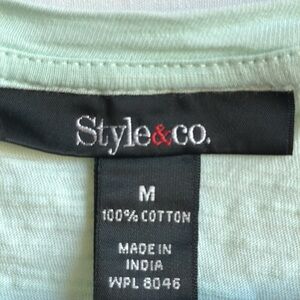 Style&co.
M
100% COTTON
MADE IN
INDIA
WPL 8046